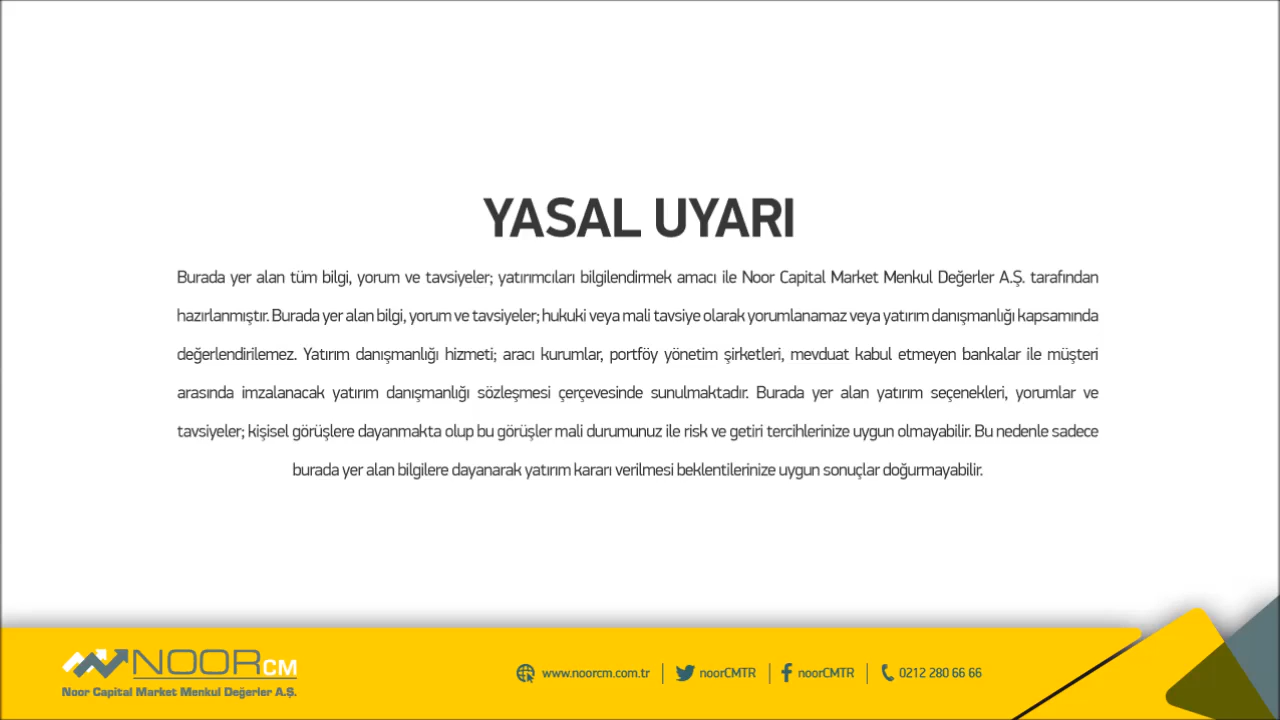 YASAL UYARI
Burada yer alan tüm bilgi, yorum ve tavsiyeler; yatırımcıları bilgilendirmek amacı ile Noor Capital Market Menkul Değerler A.Ş. tarafından
hazırlanmıştır. Burada yer alan bilgi, yorum ve tavsiyeler; hukuki veya mali tavsiye olarak yorumlanamaz veya yatırım danışmanlığı kapsamında
değerlendirilemez. Yatırım danışmanlığı hizmeti; aracı kurumlar, portföy yönetim şirketleri, mevduat kabul etmeyen bankalar ile müşteri
arasında imzalanacak yatırım danışmanlığı sözleşmesi çerçevesinde sunulmaktadır. Burada yer alan yatırım seçenekleri, yorumlar ve
tavsiyeler; kişisel görüşlere dayanmakta olup bu görüşler mali durumunuz ile risk ve getiri tercihlerinize uygun olmayabilir. Bu nedenle sadece
burada yer alan bilgilere dayanarak yatırım kararı verilmesi beklentilerinize uygun sonuçlar doğurmayabilir.
NOORCM
Noor Capital Market Menkul Değerler A.Ş.
www.noorcm.com.tr | noorCMTR | noorCMTR | 0212 280 66 66